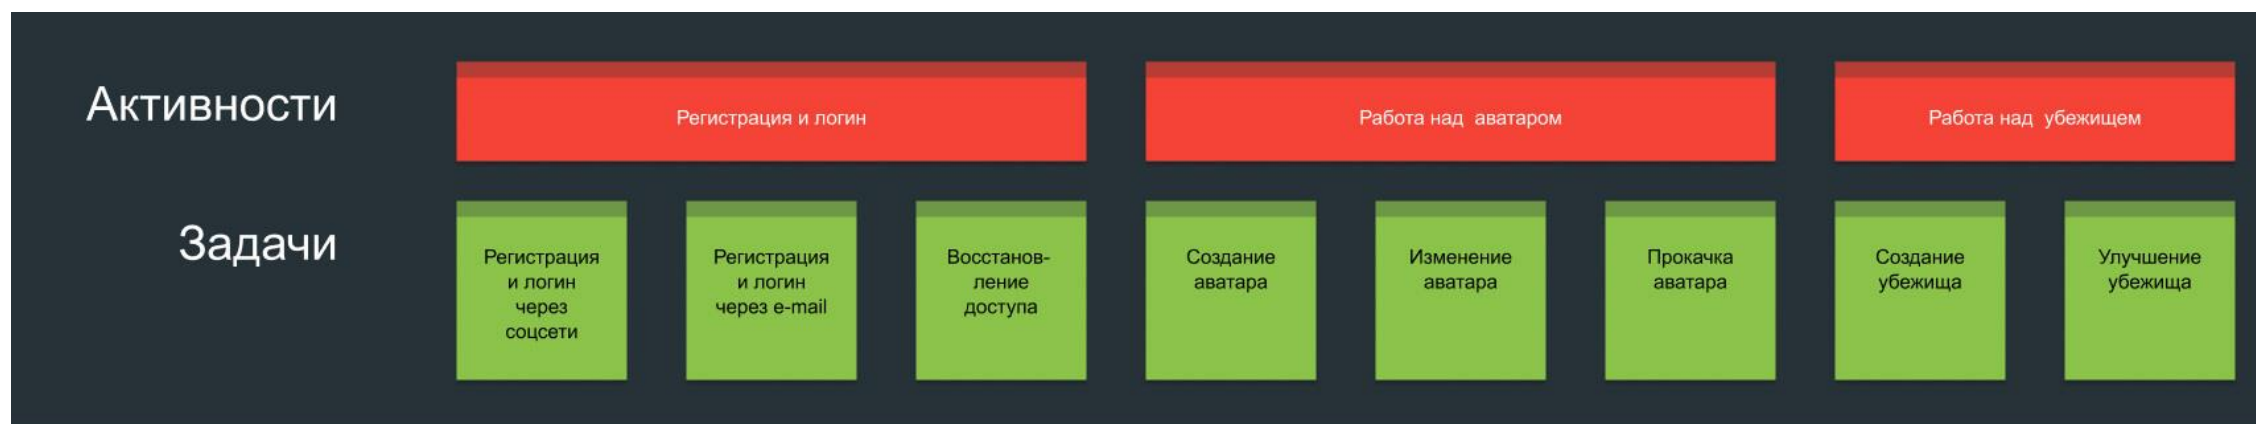 Активности
Регистрация и логин
Работа над аватаром
Работа над убежищем
Задачи
Регистрация
и логин
через
соцсети
Регистрация
и логин
через e-mail
Восстанов-
ление
доступа
Создание
аватара
Изменение
аватара
Прокачка
аватара
Создание
убежища
Улучшение
убежища